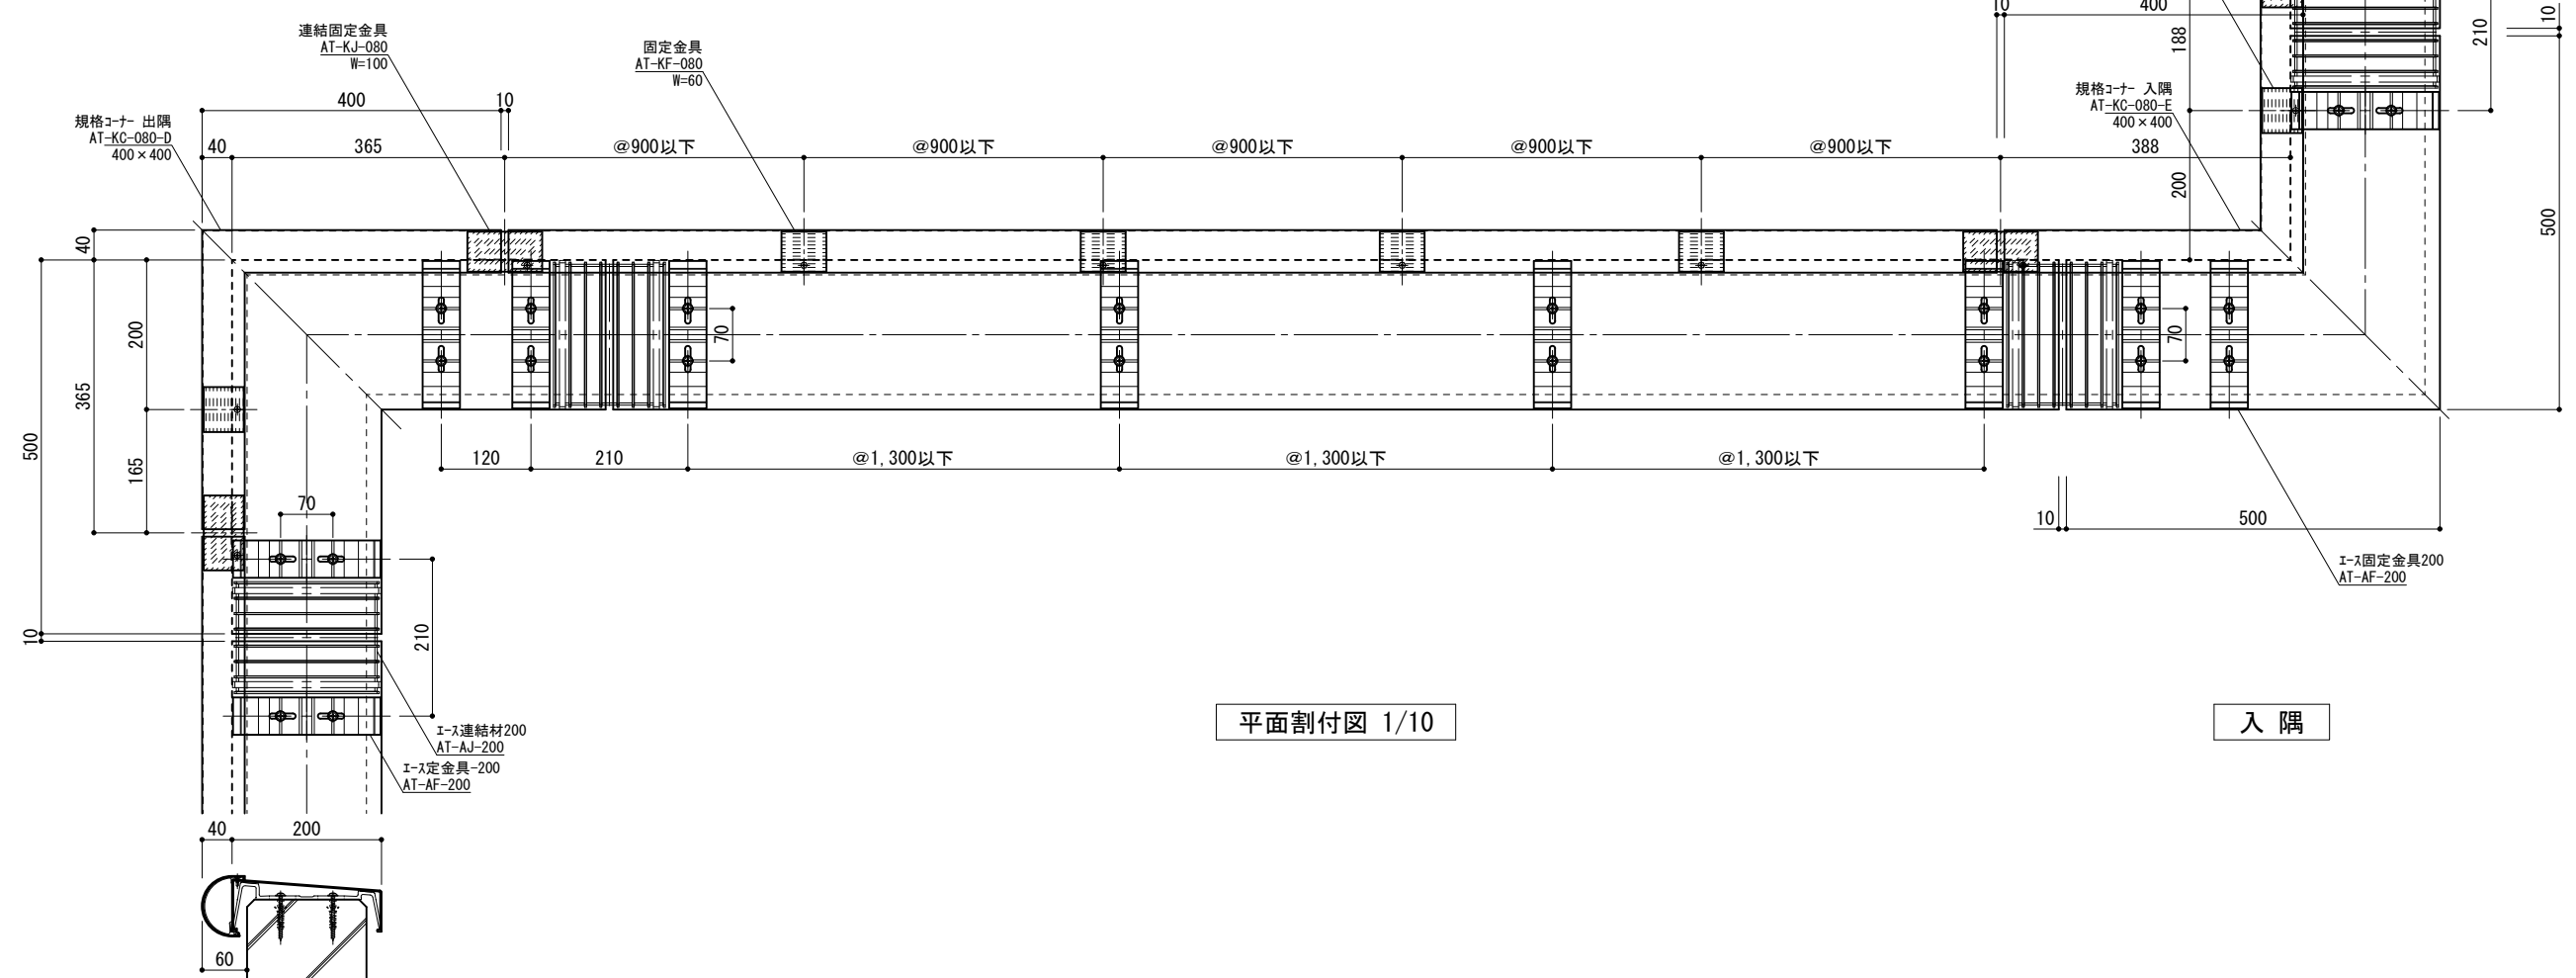 連結固定金具
AT-KJ-080
W=100
固定金具
AT-KF-080
W=60
規格コーナー 出隅
AT-KC-080-D
400×400
規格コーナー 入隅
AT-KC-080-E
400×400
10
400
188
210
10
400
10
40
365
@900以下
@900以下
@900以下
@900以下
@900以下
388
200
500
40
200
365
165
500
10
70
70
70
120
210
@1,300以下
@1,300以下
@1,300以下
10
500
210
エース固定金具200
AT-AF-200
エース連結材200
AT-AJ-200
エース定金具-200
AT-AF-200
平面割付図 1/10
入 隅
40
200
60